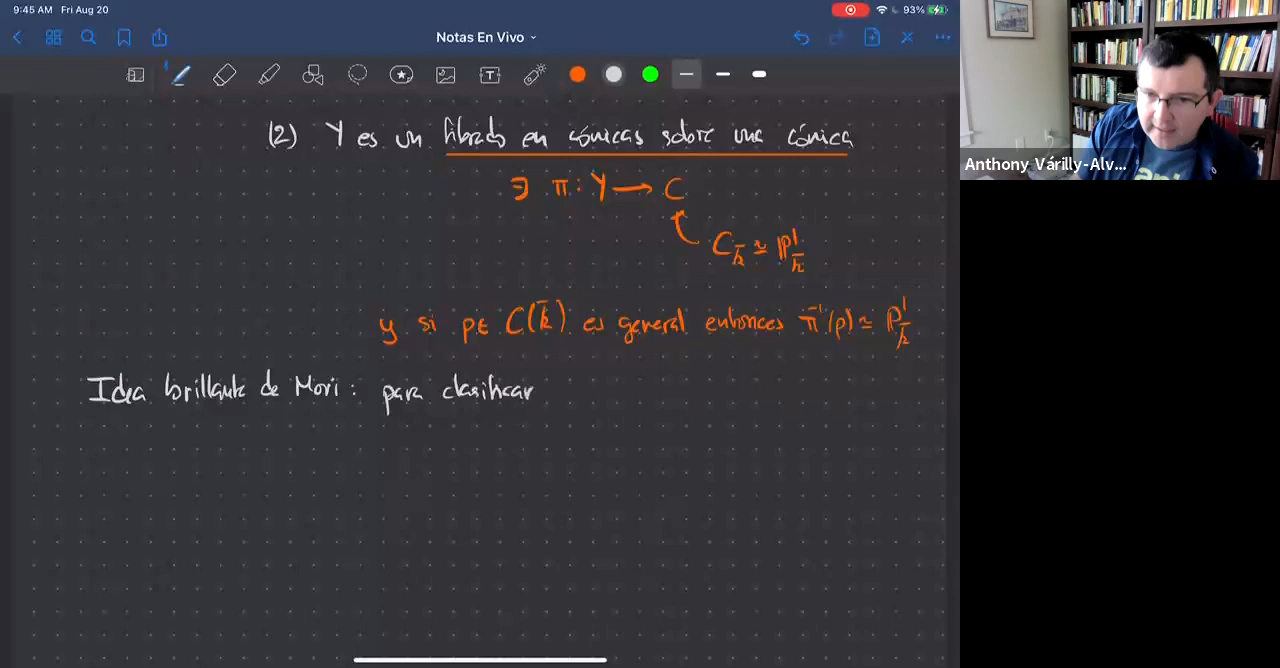 9:45 AM Fri Aug 20
93%
Notas En Vivo
(2) Y es un fibrado en cónicas sobre una cónica
∃ π: Y → C
C_k̄ ≃ ℙ¹_k̄
y si p∈ C(k̄) es general entonces π⁻¹(p) ≃ ℙ¹_k̄
Idea brillante de Mori: para clasificar
Anthony Várilly-Alv...